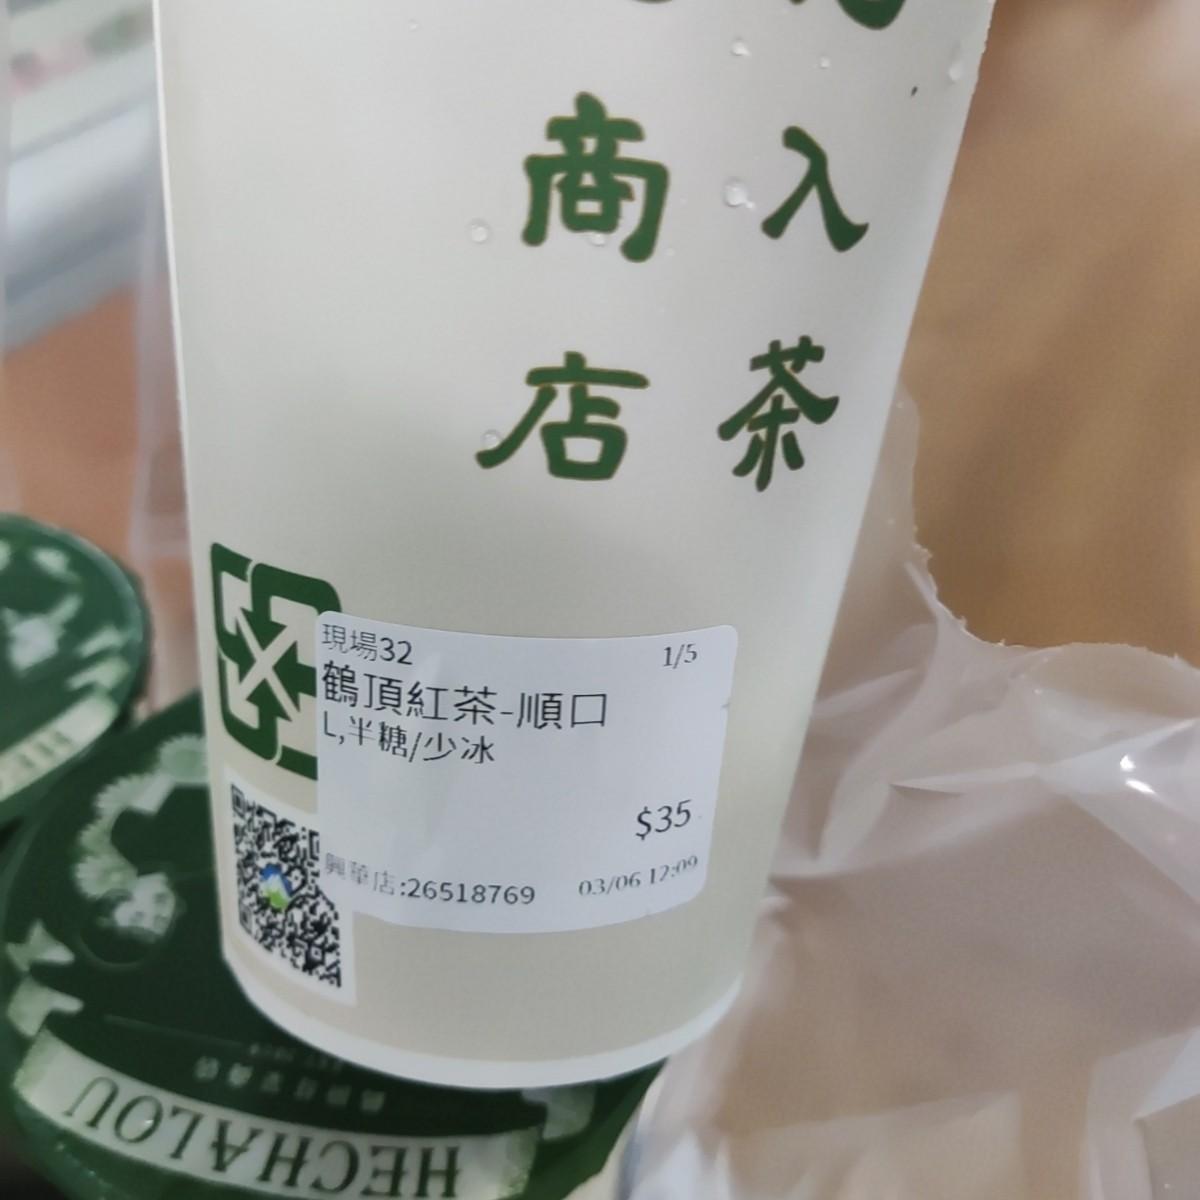 商店
入茶
現場32 1/5
鶴頂紅茶-順口
L,半糖/少冰
$35
興華店:26518769 03/06 12:09
HECHALOU